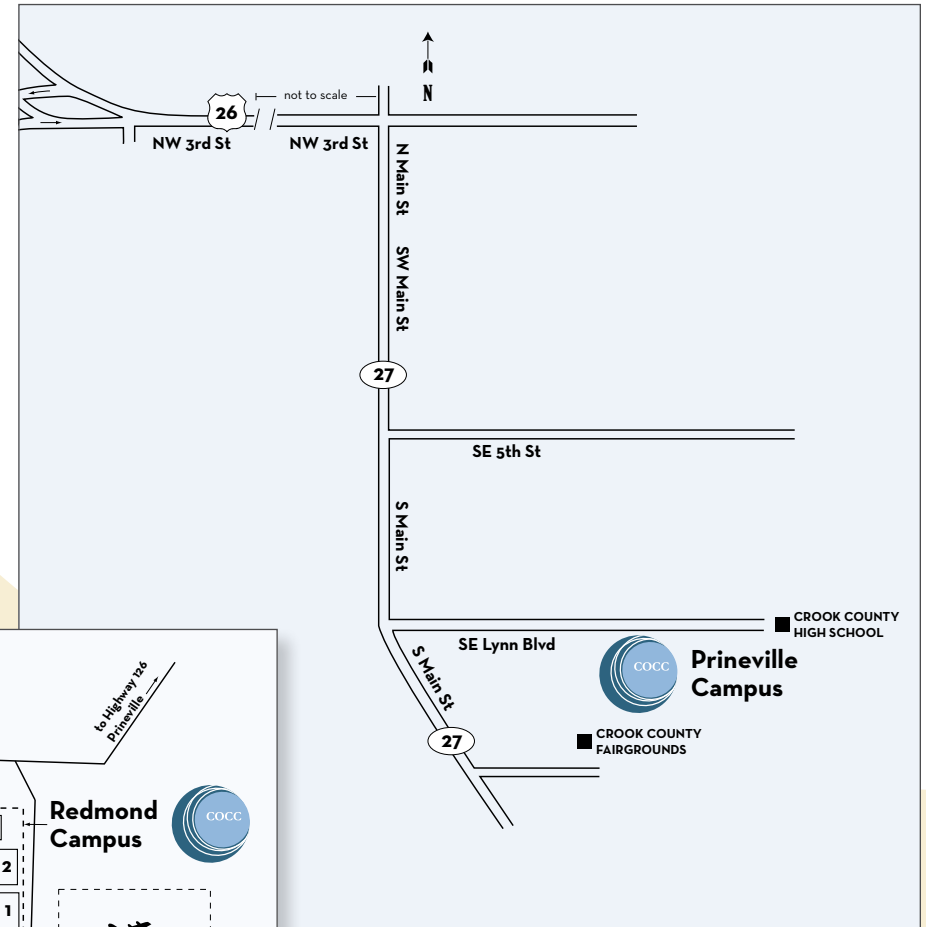 N
26
not to scale
NW 3rd St
NW 3rd St
N Main St
SW Main St
27
SE 5th St
S Main St
CROOK COUNTY
HIGH SCHOOL
SE Lynn Blvd
COCC
Prineville
Campus
S Main St
27
CROOK COUNTY
FAIRGROUNDS
to Highway 126
Prineville
Redmond
Campus
COCC
2
1